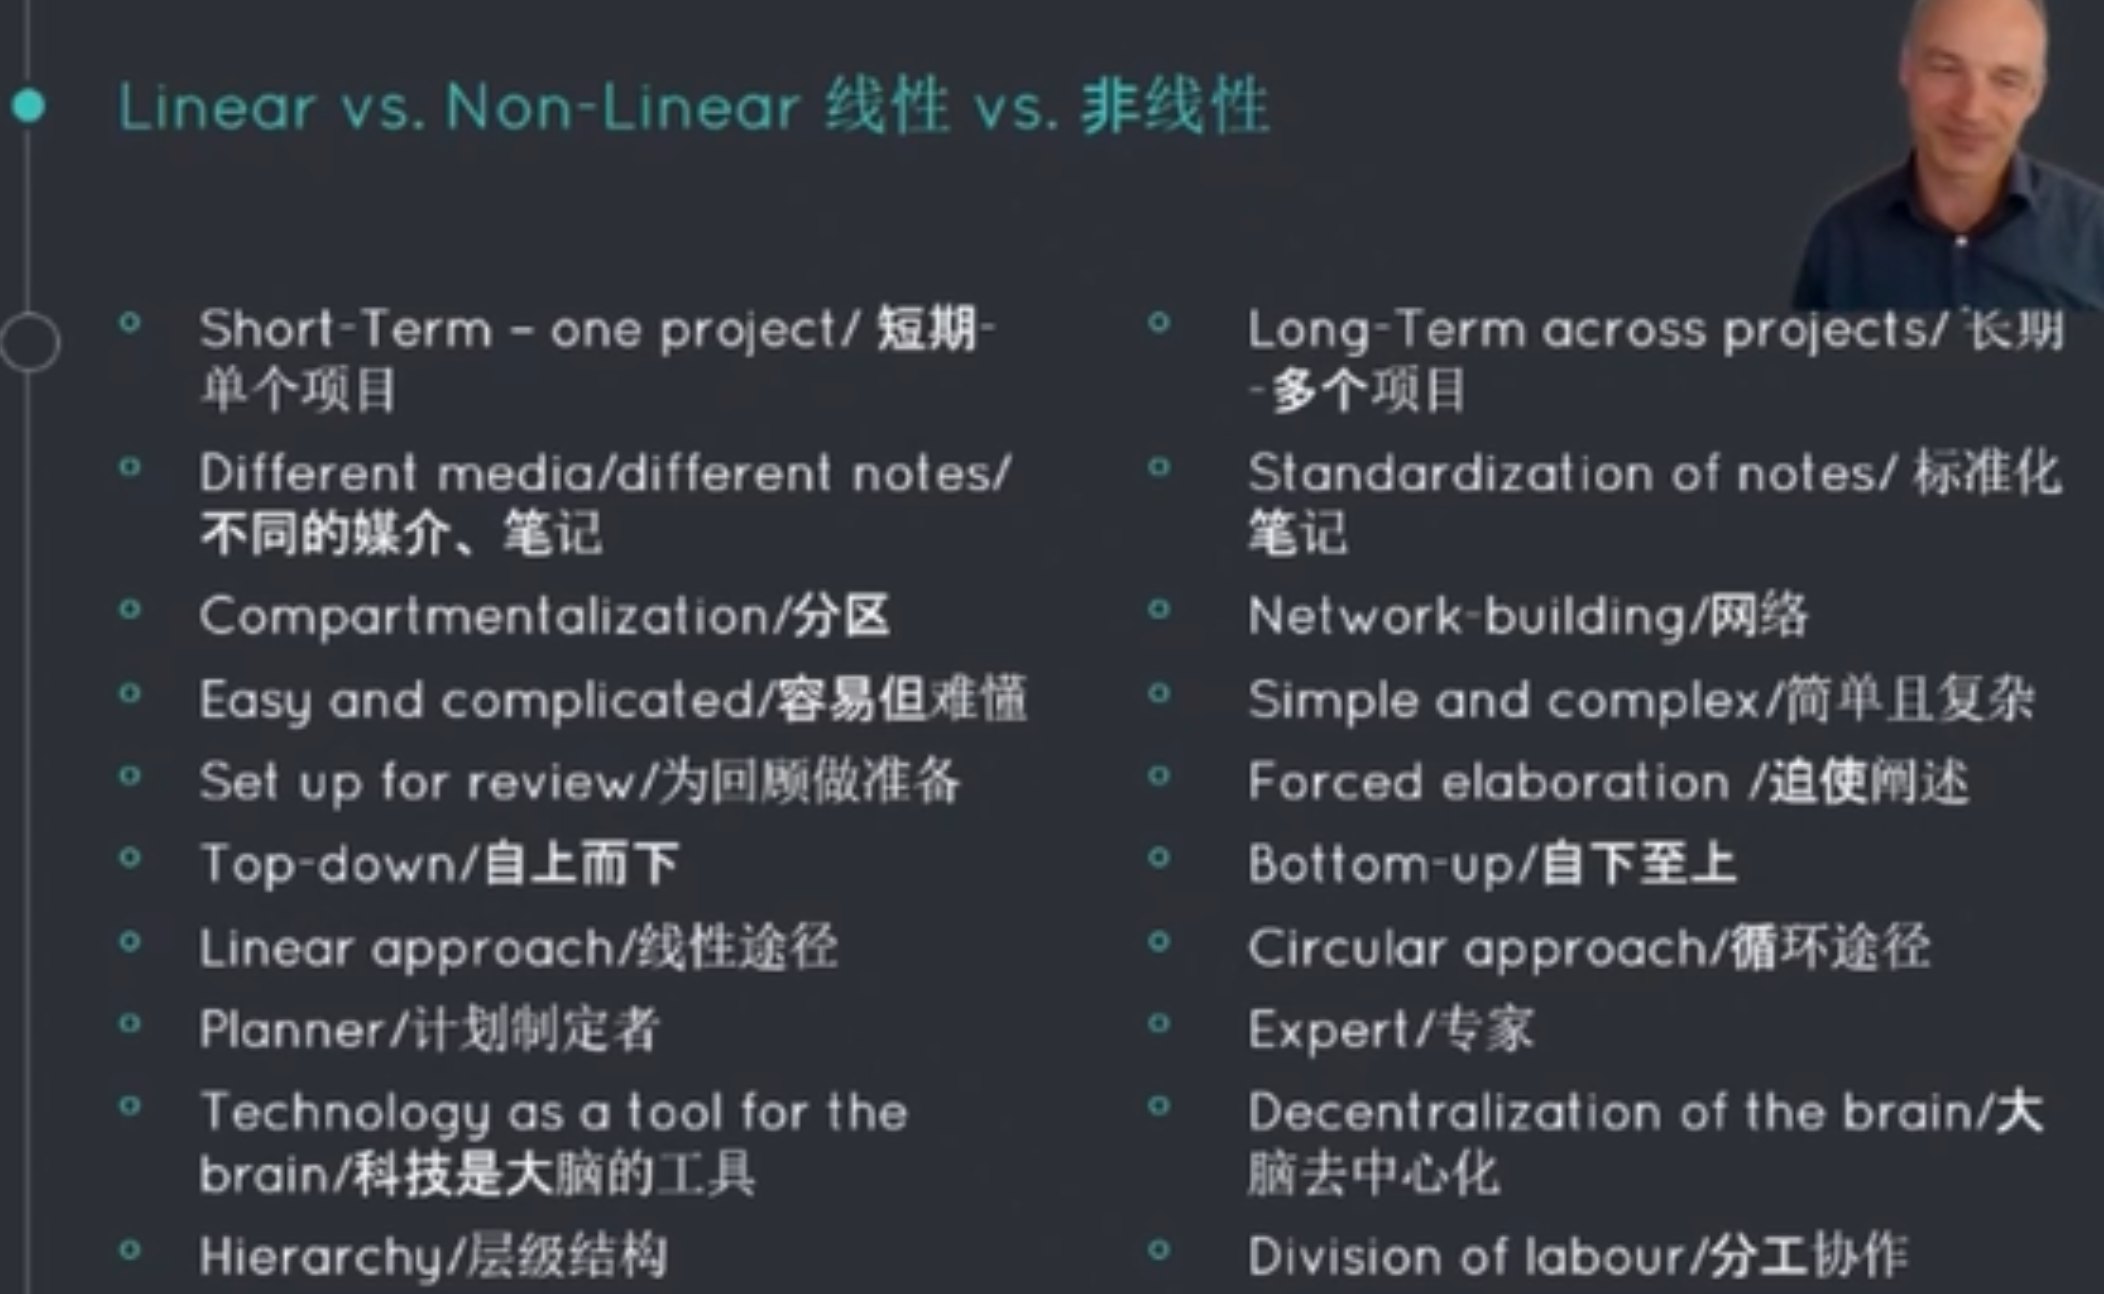 Linear vs. Non-Linear 线性 vs. 非线性
Short-Term – one project/ 短期-
单个项目
Different media/different notes/
不同的媒介、笔记
Compartmentalization/分区
Easy and complicated/容易但难懂
Set up for review/为回顾做准备
Top-down/自上而下
Linear approach/线性途径
Planner/计划制定者
Technology as a tool for the
brain/科技是大脑的工具
Hierarchy/层级结构
Long-Term across projects/ 长期
-多个项目
Standardization of notes/ 标准化
笔记
Network-building/网络
Simple and complex/简单且复杂
Forced elaboration /迫使阐述
Bottom-up/自下至上
Circular approach/循环途径
Expert/专家
Decentralization of the brain/大
脑去中心化
Division of labour/分工协作